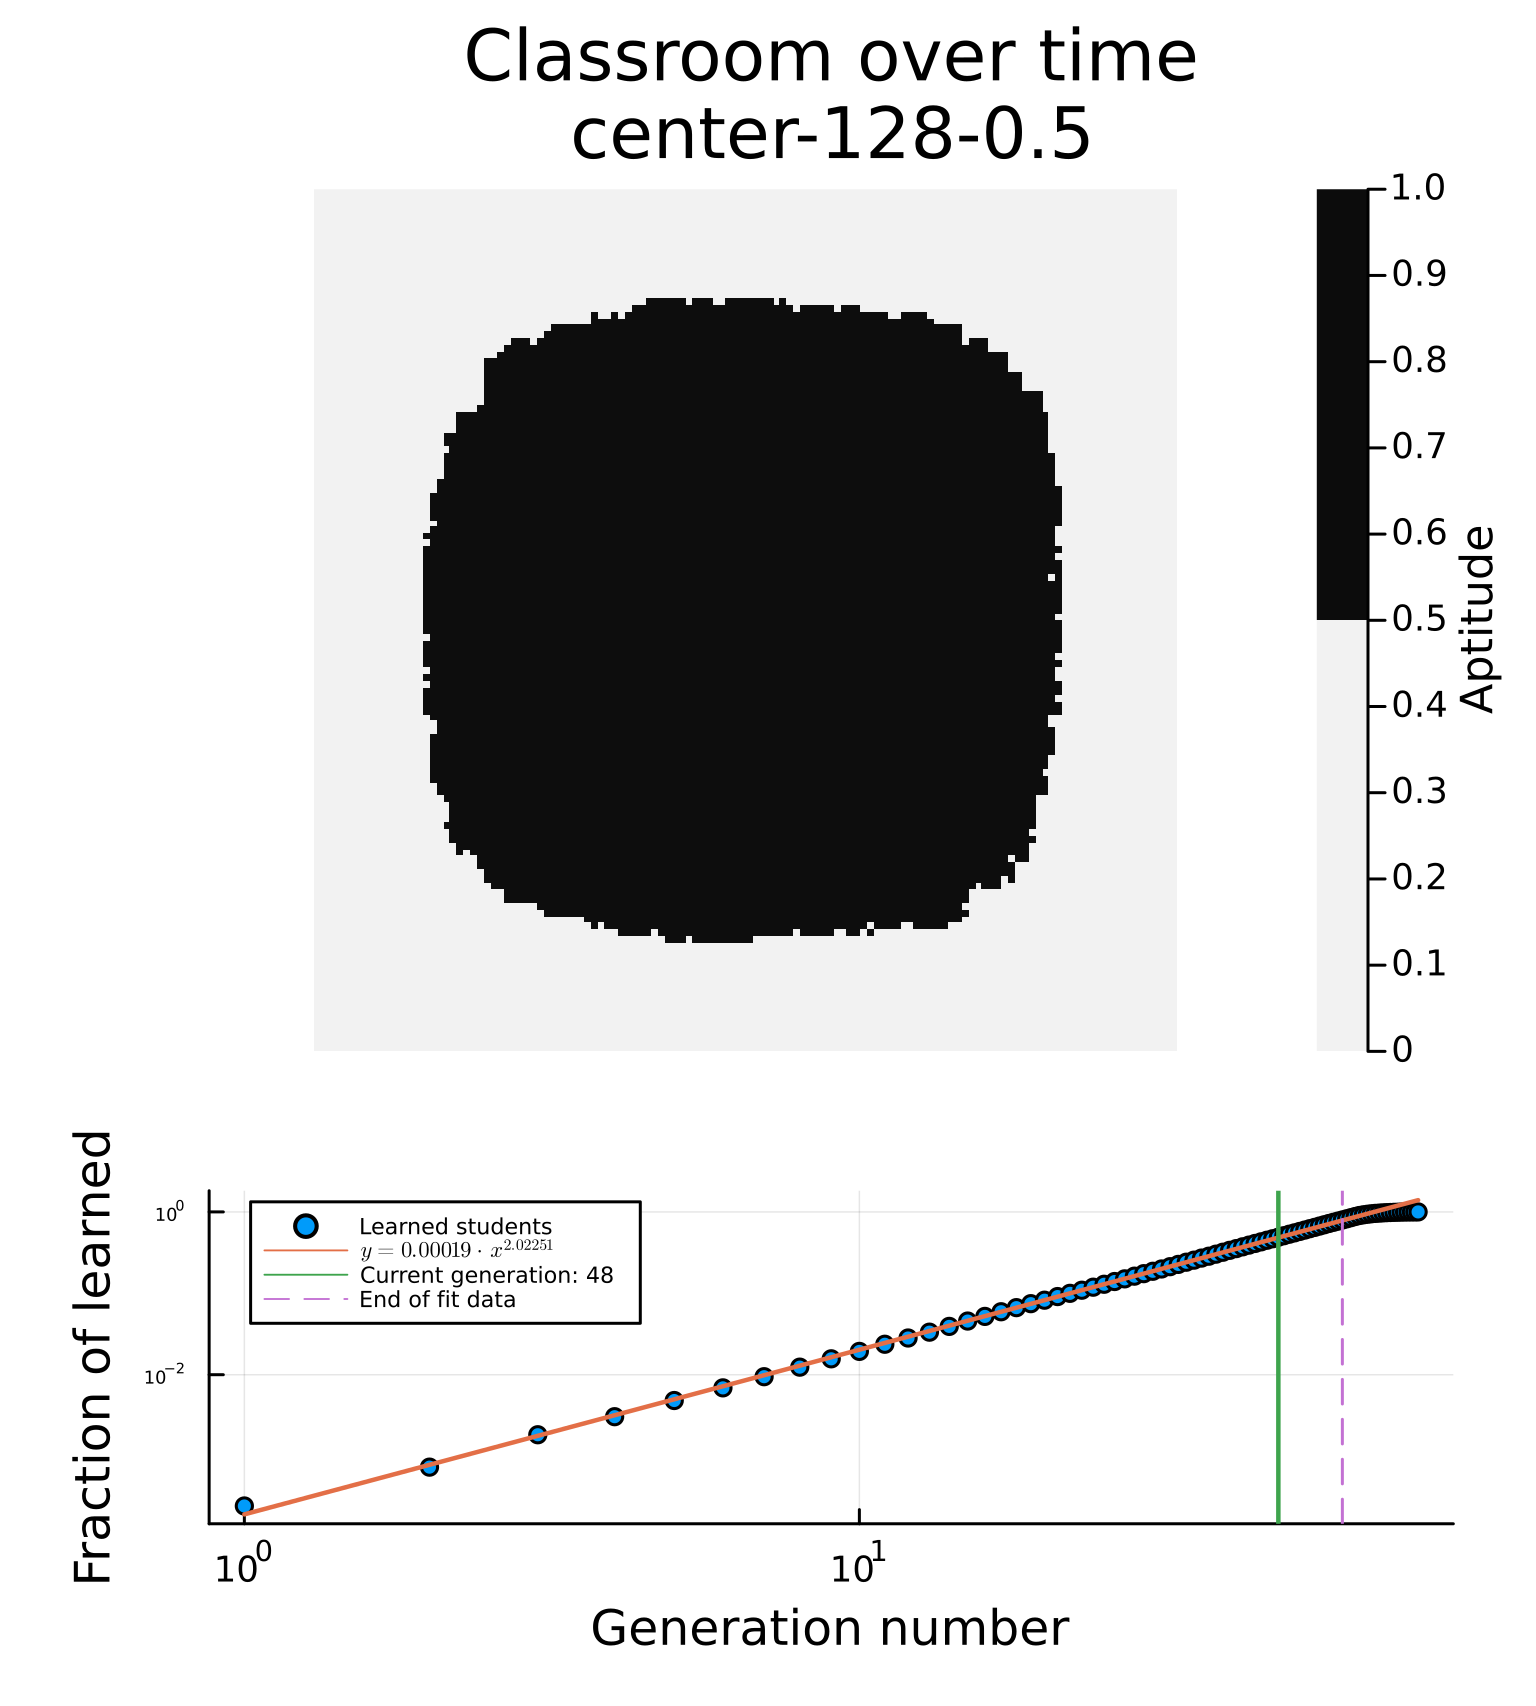 Classroom over time
center-128-0.5
1.0
0.9
0.8
0.7
0.6
0.5
0.4
0.3
0.2
0.1
0
Aptitude
Fraction of learned
10^0
10^−2
Learned students
y = 0.00019 · x^2.02251
Current generation: 48
End of fit data
10^0
10^1
Generation number